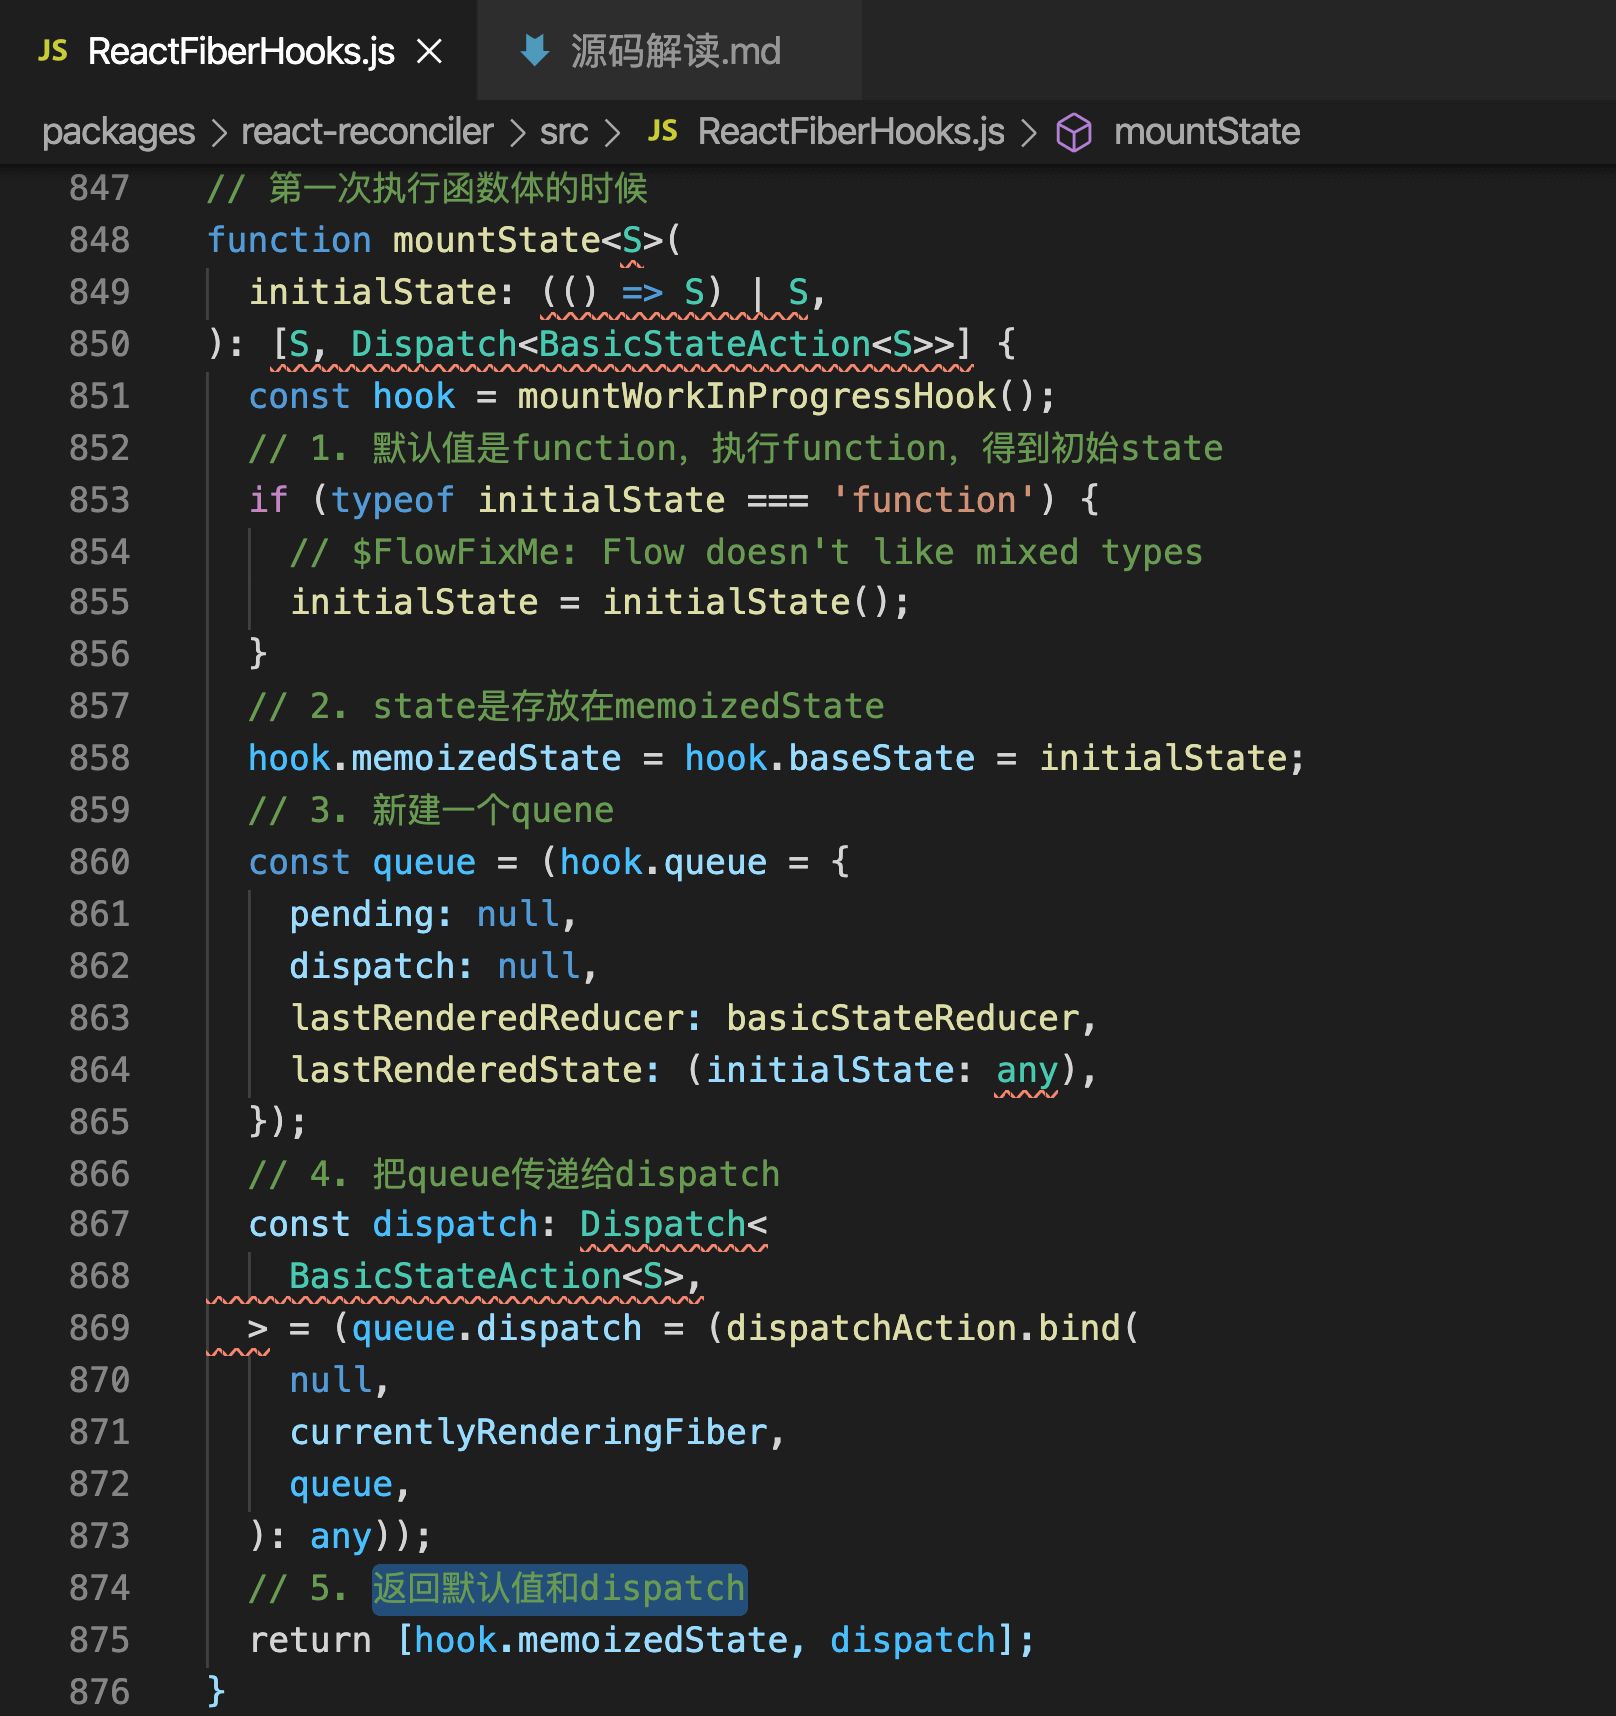 JS ReactFiberHooks.js × 源码解读.md
packages > react-reconciler > src > JS ReactFiberHooks.js > mountState
847 // 第一次执行函数体的时候
848 function mountState<S>(
849 initialState: (() => S) | S,
850 ): [S, Dispatch<BasicStateAction<S>>] {
851 const hook = mountWorkInProgressHook();
852 // 1. 默认值是function，执行function，得到初始state
853 if (typeof initialState === 'function') {
854 // $FlowFixMe: Flow doesn't like mixed types
855 initialState = initialState();
856 }
857 // 2. state是存放在memoizedState
858 hook.memoizedState = hook.baseState = initialState;
859 // 3. 新建一个quene
860 const queue = (hook.queue = {
861 pending: null,
862 dispatch: null,
863 lastRenderedReducer: basicStateReducer,
864 lastRenderedState: (initialState: any),
865 });
866 // 4. 把queue传递给dispatch
867 const dispatch: Dispatch<
868 BasicStateAction<S>,
869 > = (queue.dispatch = (dispatchAction.bind(
870 null,
871 currentlyRenderingFiber,
872 queue,
873 ): any));
874 // 5. 返回默认值和dispatch
875 return [hook.memoizedState, dispatch];
876 }